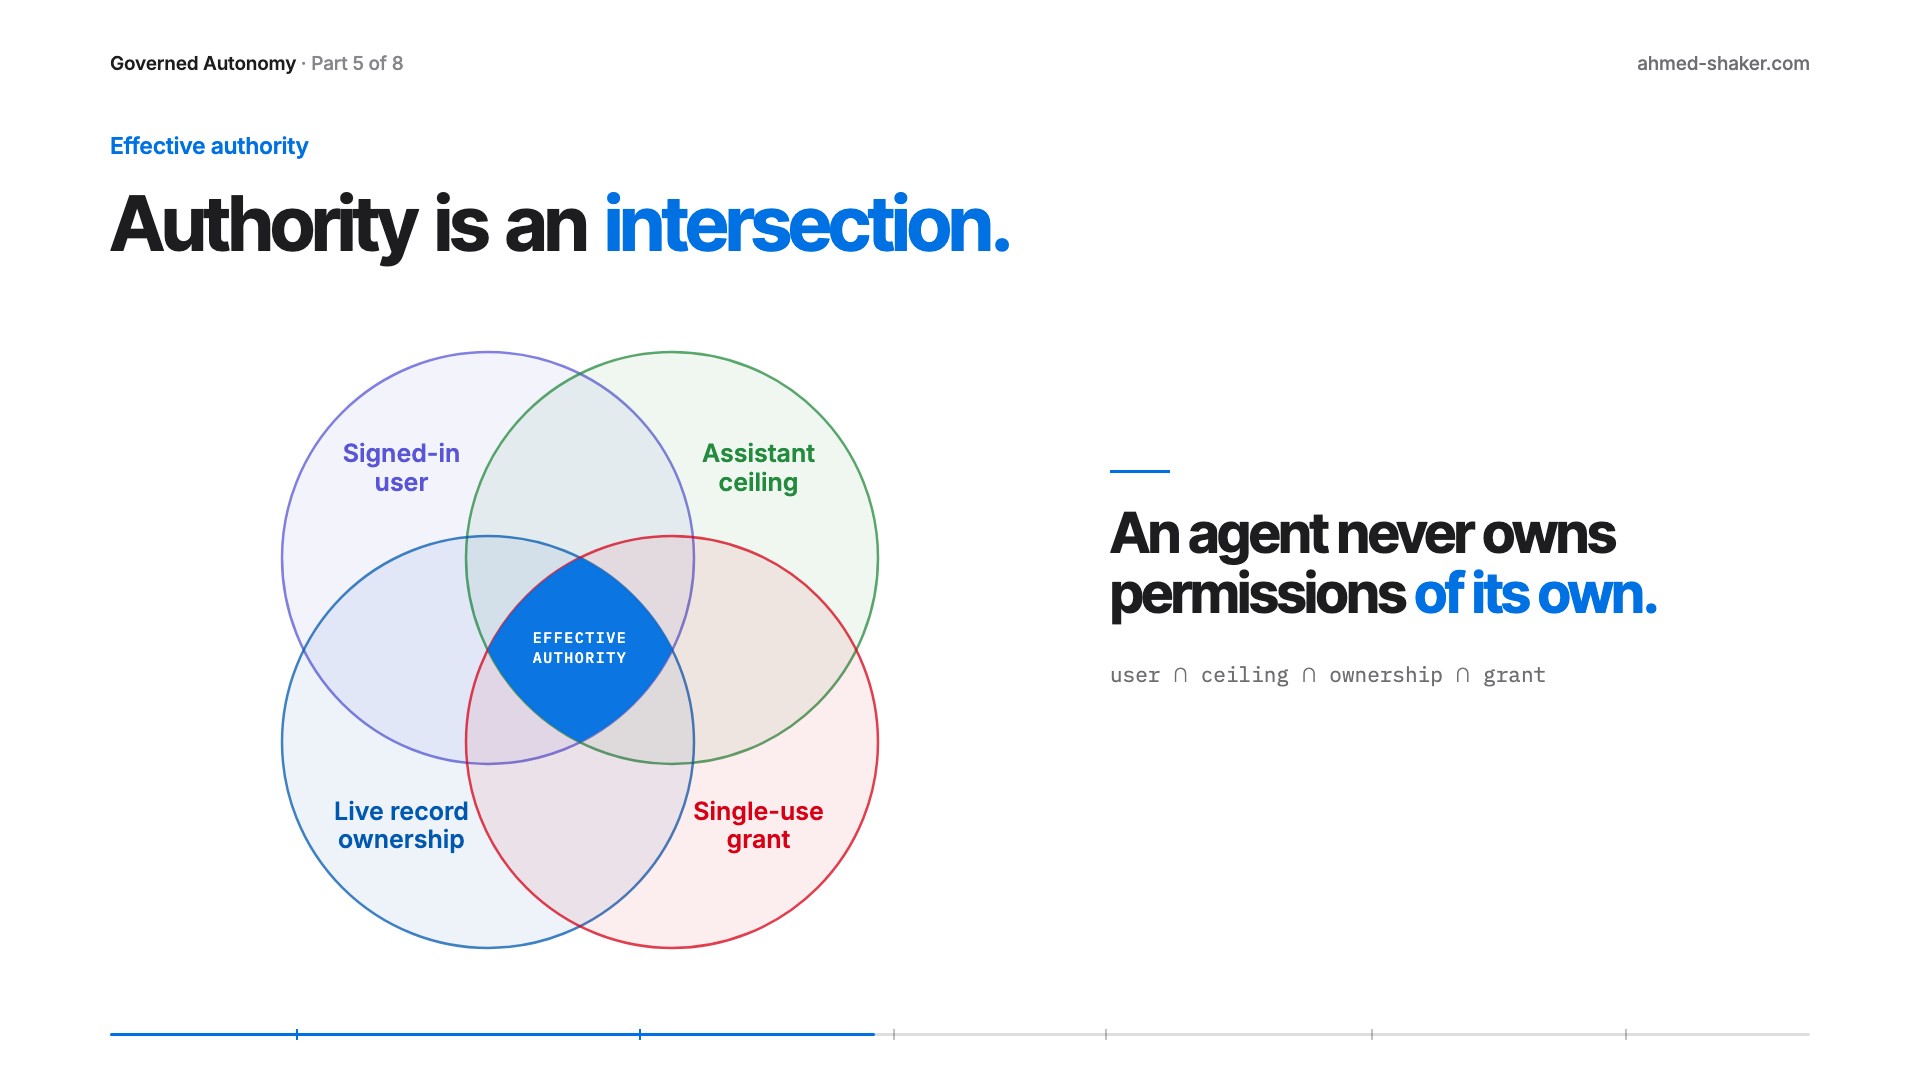 Governed Autonomy · Part 5 of 8
ahmed-shaker.com
Effective authority
Authority is an intersection.
Signed-in
user
Assistant
ceiling
EFFECTIVE
AUTHORITY
Live record
ownership
Single-use
grant
An agent never owns
permissions of its own.
user ∩ ceiling ∩ ownership ∩ grant